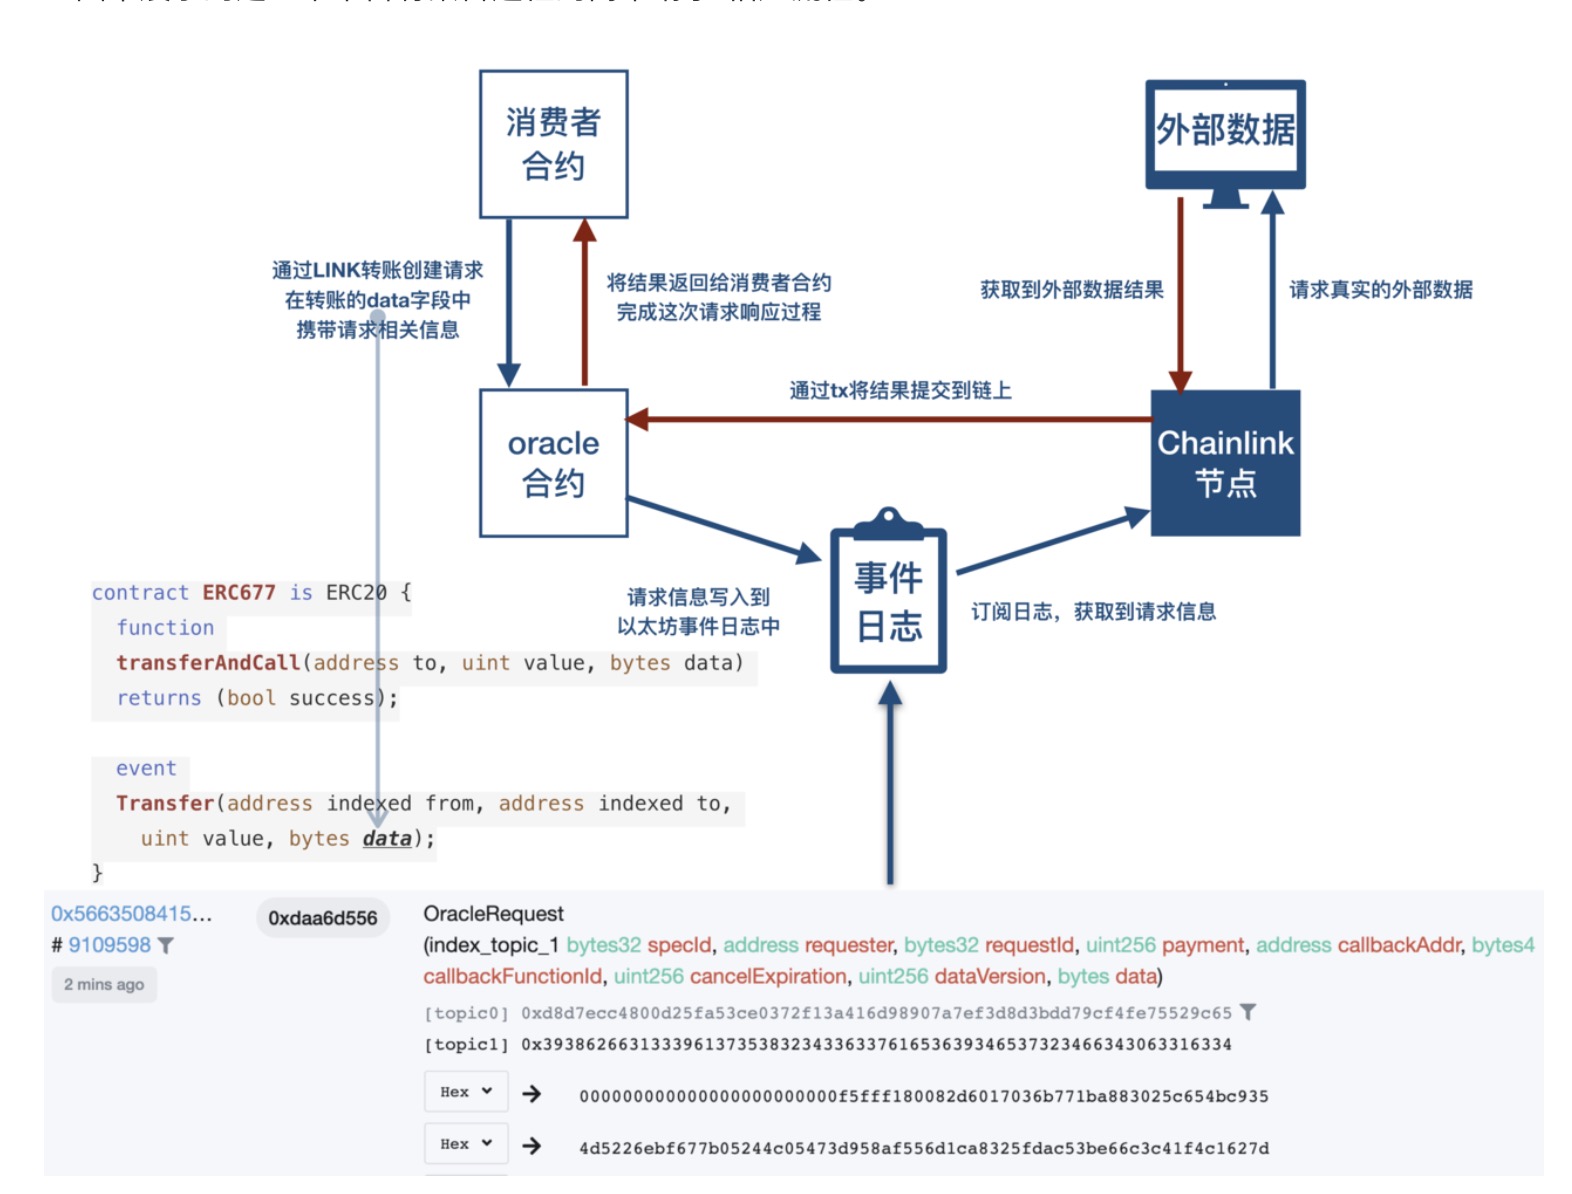 消费者
合约
外部数据
通过LINK转账创建请求
在转账的data字段中
携带请求相关信息
将结果返回给消费者合约
完成这次请求响应过程
获取到外部数据结果
请求真实的外部数据
通过tx将结果提交到链上
oracle
合约
Chainlink
节点
事件
日志
请求信息写入到
以太坊事件日志中
订阅日志，获取到请求信息
contract ERC677 is ERC20 {
function
transferAndCall(address to, uint value, bytes data)
returns (bool success);
event
Transfer(address indexed from, address indexed to,
uint value, bytes data);
}
0x5663508415...
# 9109598
2 mins ago
0xdaa6d556
OracleRequest
(index_topic_1 bytes32 specId, address requester, bytes32 requestId, uint256 payment, address callbackAddr, bytes4
callbackFunctionId, uint256 cancelExpiration, uint256 dataVersion, bytes data)
[topic0] 0xd8d7ecc4800d25fa53ce0372f13a416d98907a7ef3d8d3bdd79cf4fe75529c65
[topic1] 0x3938626631333961373538323433633761653639346537323466343063316334
Hex → 000000000000000000000000f5fff180082d6017036b771ba883025c654bc935
Hex → 4d5226ebf677b05244c05473d958af556d1ca8325fdac53be66c3c41f4c1627d